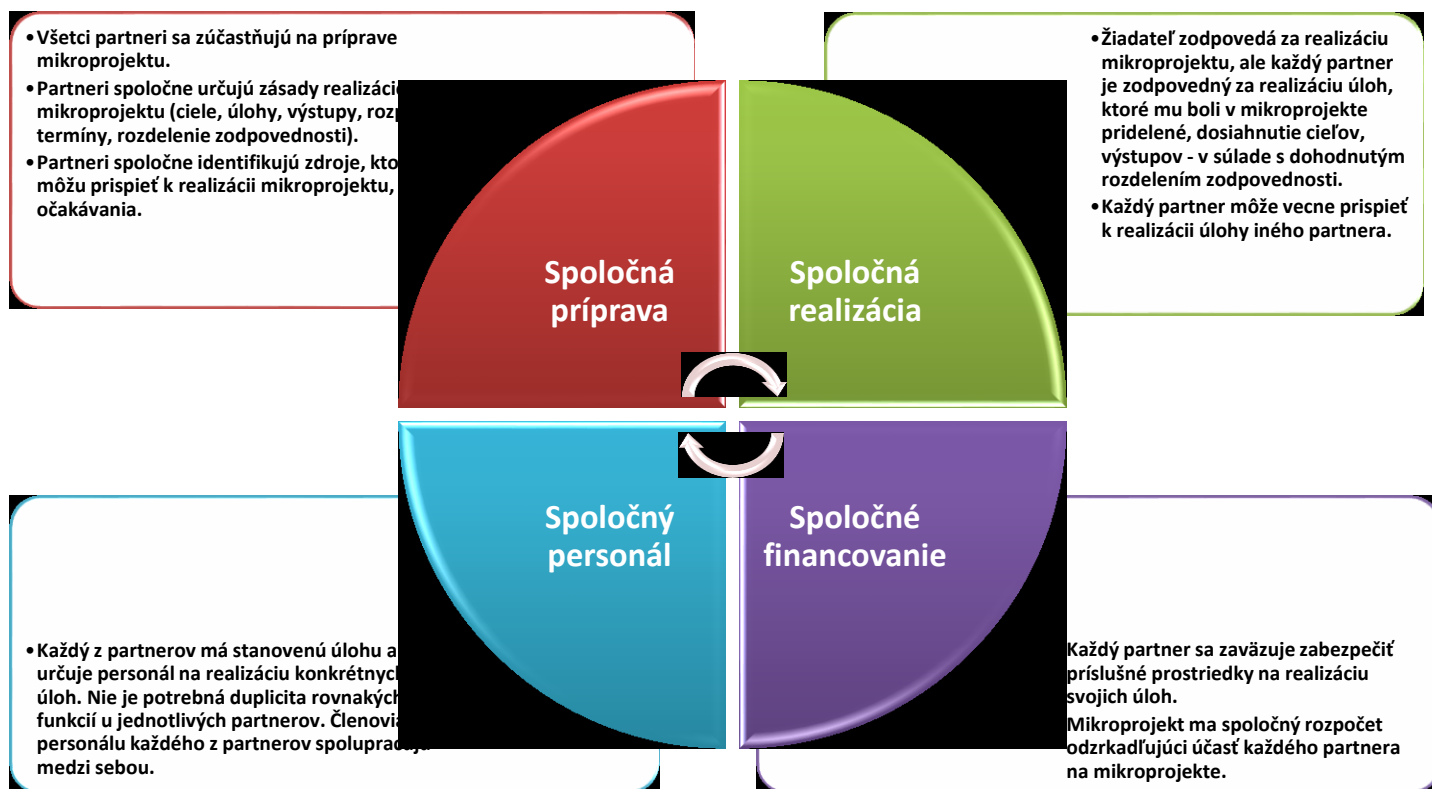 •Všetci partneri sa zúčastňujú na príprave
mikroprojektu.
•Partneri spoločne určujú zásady realizácie
mikroprojektu (ciele, úlohy, výstupy,
termíny, rozdelenie zodpovednosti).
•Partneri spoločne identifikujú zdroje,
môžu prispieť k realizácii mikroprojektu,
očakávania.
•Žiadateľ zodpovedá za realizáciu
mikroprojektu, ale každý partner
je zodpovedný za realizáciu úloh,
ktoré mu boli v mikroprojekte
pridelené, dosiahnutie cieľov,
výstupov - v súlade s dohodnutým
rozdelením zodpovednosti.
•Každý partner môže vecne prispieť
k realizácii úlohy iného partnera.
Spoločná
príprava
Spoločná
realizácia
Spoločný
personál
Spoločné
financovanie
•Každý z partnerov má stanovenú úlohu a
určuje personál na realizáciu konkrétnych
úloh. Nie je potrebná duplicita rovnakých
funkcií u jednotlivých partnerov. Členovia
personálu každého z partnerov spolupracujú
medzi sebou.
Každý partner sa zaväzuje zabezpečiť
príslušné prostriedky na realizáciu
svojich úloh.
Mikroprojekt ma spoločný rozpočet
odzrkadľujúci účasť každého partnera
na mikroprojekte.